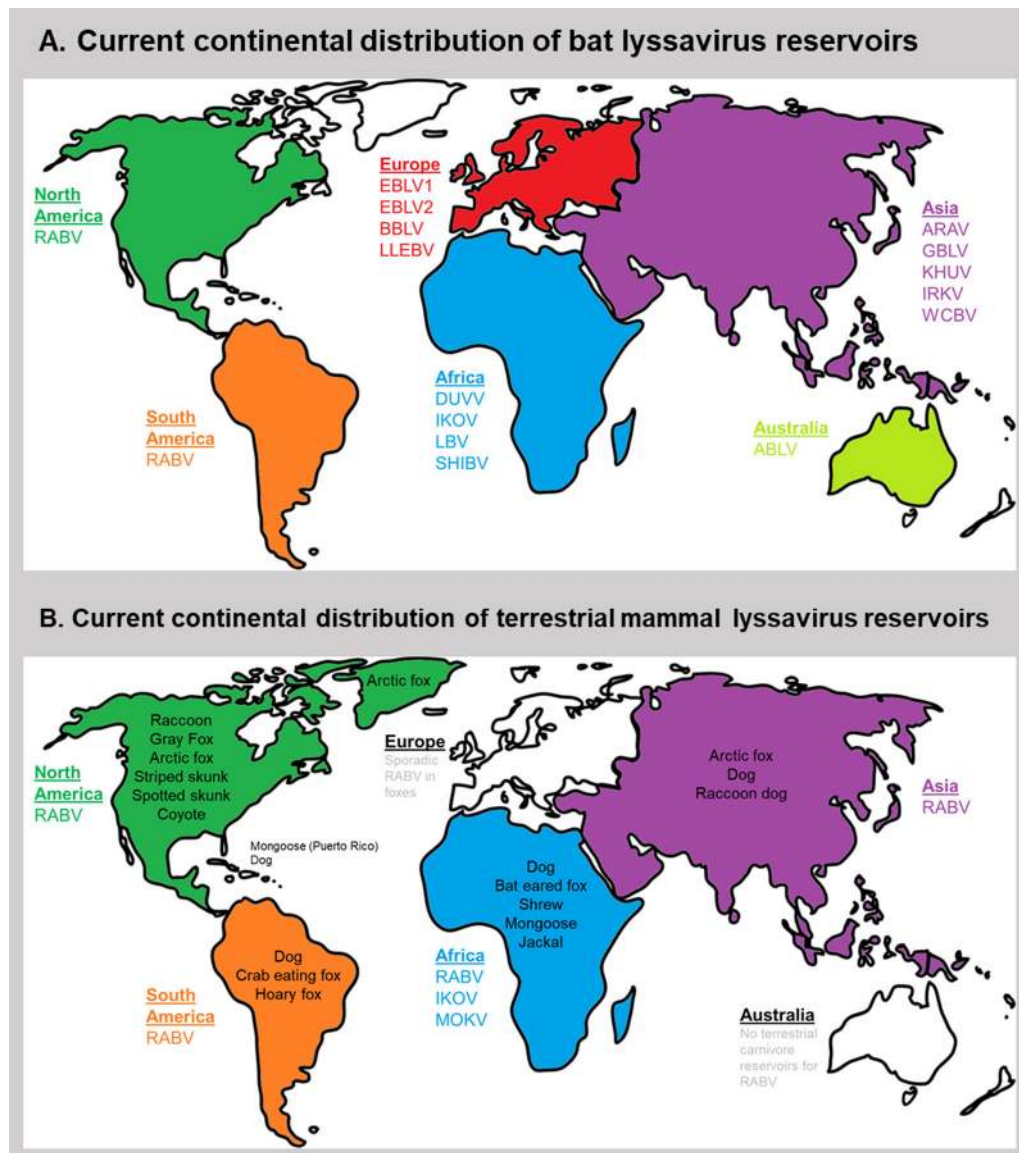 A. Current continental distribution of bat lyssavirus reservoirs
North
America
RABV
Europe
EBLV1
EBLV2
BBLV
LLEBV
Asia
ARAV
GBLV
KHUV
IRKV
WCBV
South
America
RABV
Africa
DUVV
IKOV
LBV
SHIBV
Australia
ABLV
B. Current continental distribution of terrestrial mammal lyssavirus reservoirs
Arctic fox
Raccoon
Gray Fox
Arctic fox
Striped skunk
Spotted skunk
Coyote
North
America
RABV
Mongoose (Puerto Rico)
Dog
Europe
Sporadic
RABV in
foxes
Arctic fox
Dog
Raccoon dog
Asia
RABV
Dog
Bat eared fox
Shrew
Mongoose
Jackal
Dog
Crab eating fox
Hoary fox
South
America
RABV
Africa
RABV
IKOV
MOKV
Australia
No terrestrial
carnivore
reservoirs for
RABV